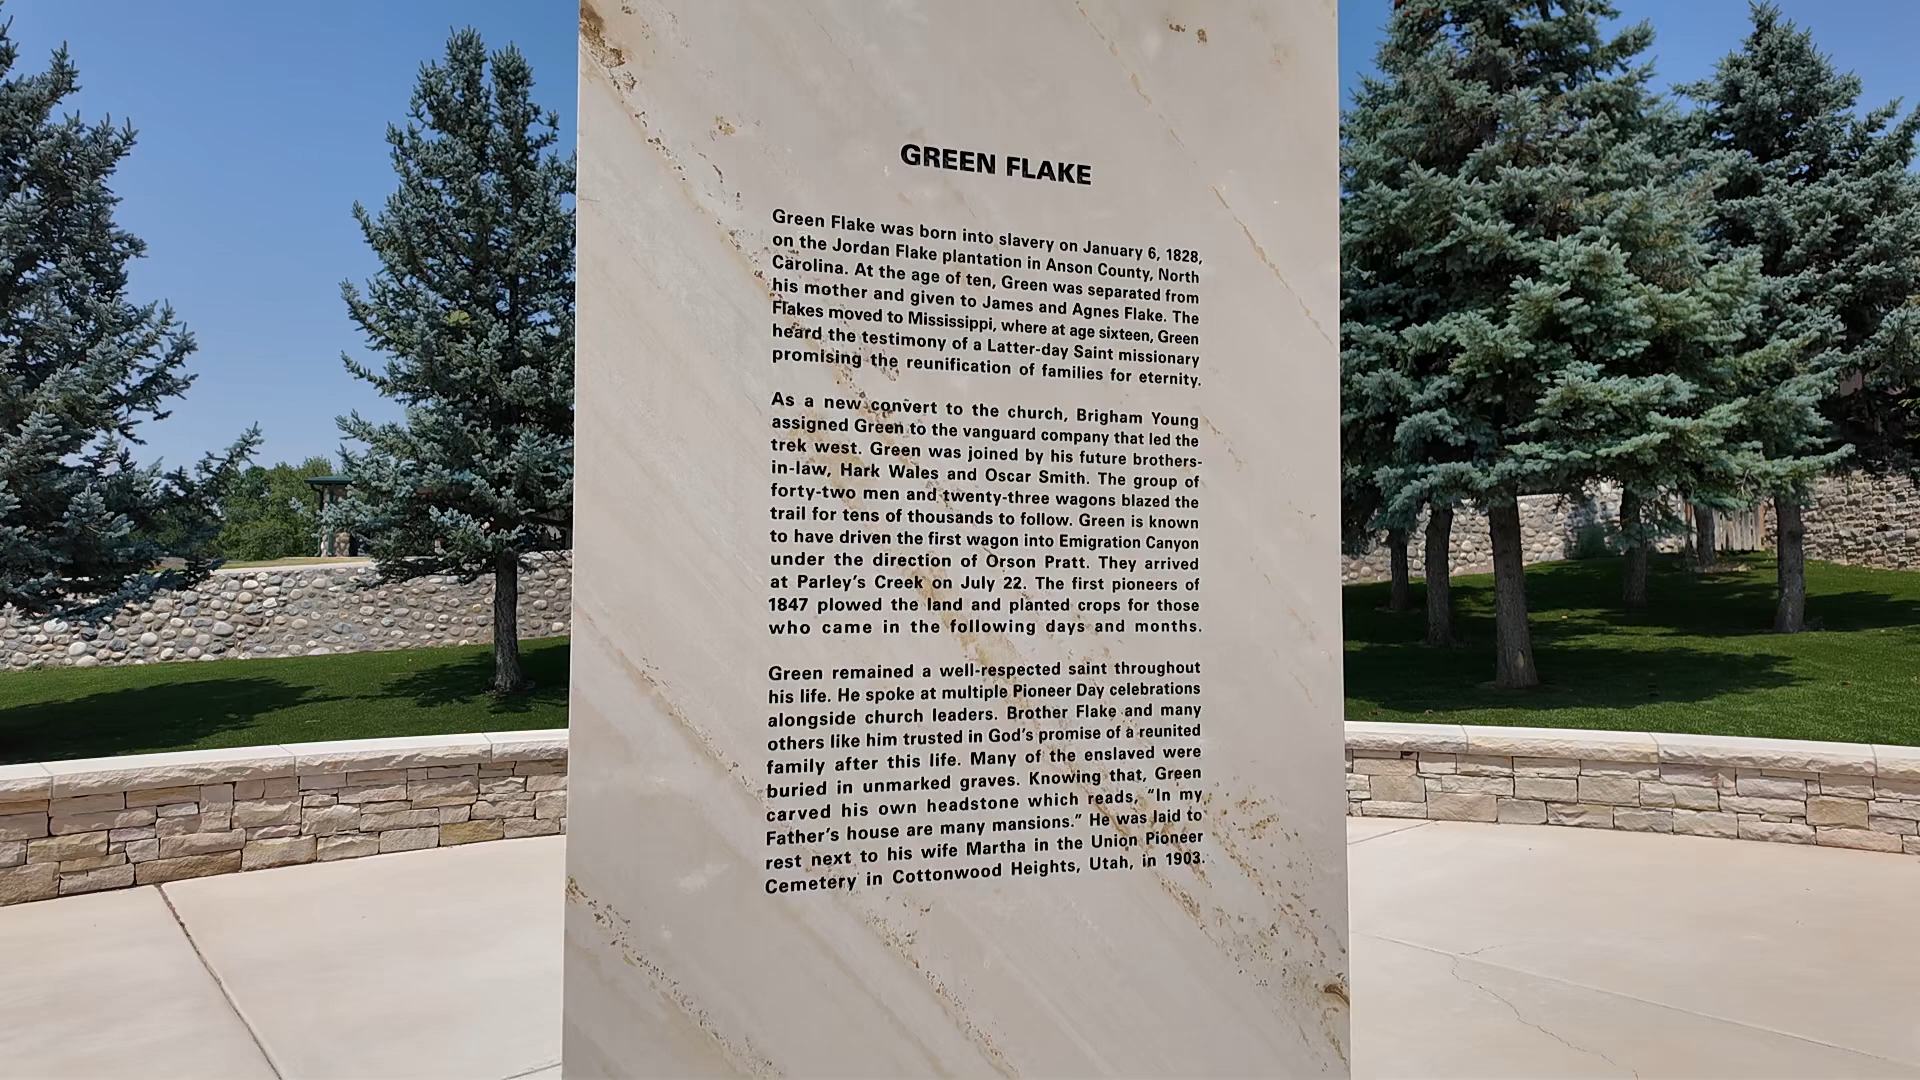 GREEN FLAKE
Green Flake was born into slavery on January 6, 1828,
on the Jordan Flake plantation in Anson County, North
Carolina. At the age of ten, Green was separated from
his mother and given to James and Agnes Flake. The
Flakes moved to Mississippi, where at age sixteen, Green
heard the testimony of a Latter-day Saint missionary
promising the reunification of families for eternity.
As a new convert to the church, Brigham Young
assigned Green to the vanguard company that led the
trek west. Green was joined by his future brothers-
in-law, Hark Wales and Oscar Smith. The group of
forty-two men and twenty-three wagons blazed the
trail for tens of thousands to follow. Green is known
to have driven the first wagon into Emigration Canyon
under the direction of Orson Pratt. They arrived
at Parley's Creek on July 22. The first pioneers of
1847 plowed the land and planted crops for those
who came in the following days and months.
Green remained a well-respected saint throughout
his life. He spoke at multiple Pioneer Day celebrations
alongside church leaders. Brother Flake and many
others like him trusted in God's promise of a reunited
family after this life. Many of the enslaved were
buried in unmarked graves. Knowing that, Green
carved his own headstone which reads, “In my
Father's house are many mansions.” He was laid to
rest next to his wife Martha in the Union Pioneer
Cemetery in Cottonwood Heights, Utah, in 1903.